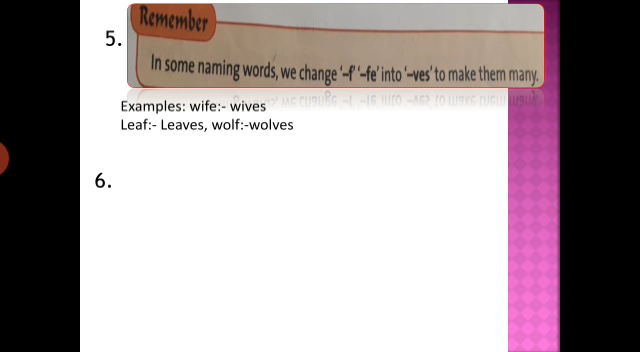 Remember
5.
In some naming words, we change '–f' '–fe' into '–ves' to make them many.
Examples: wife:- wives
Leaf:- Leaves, wolf:-wolves
6.